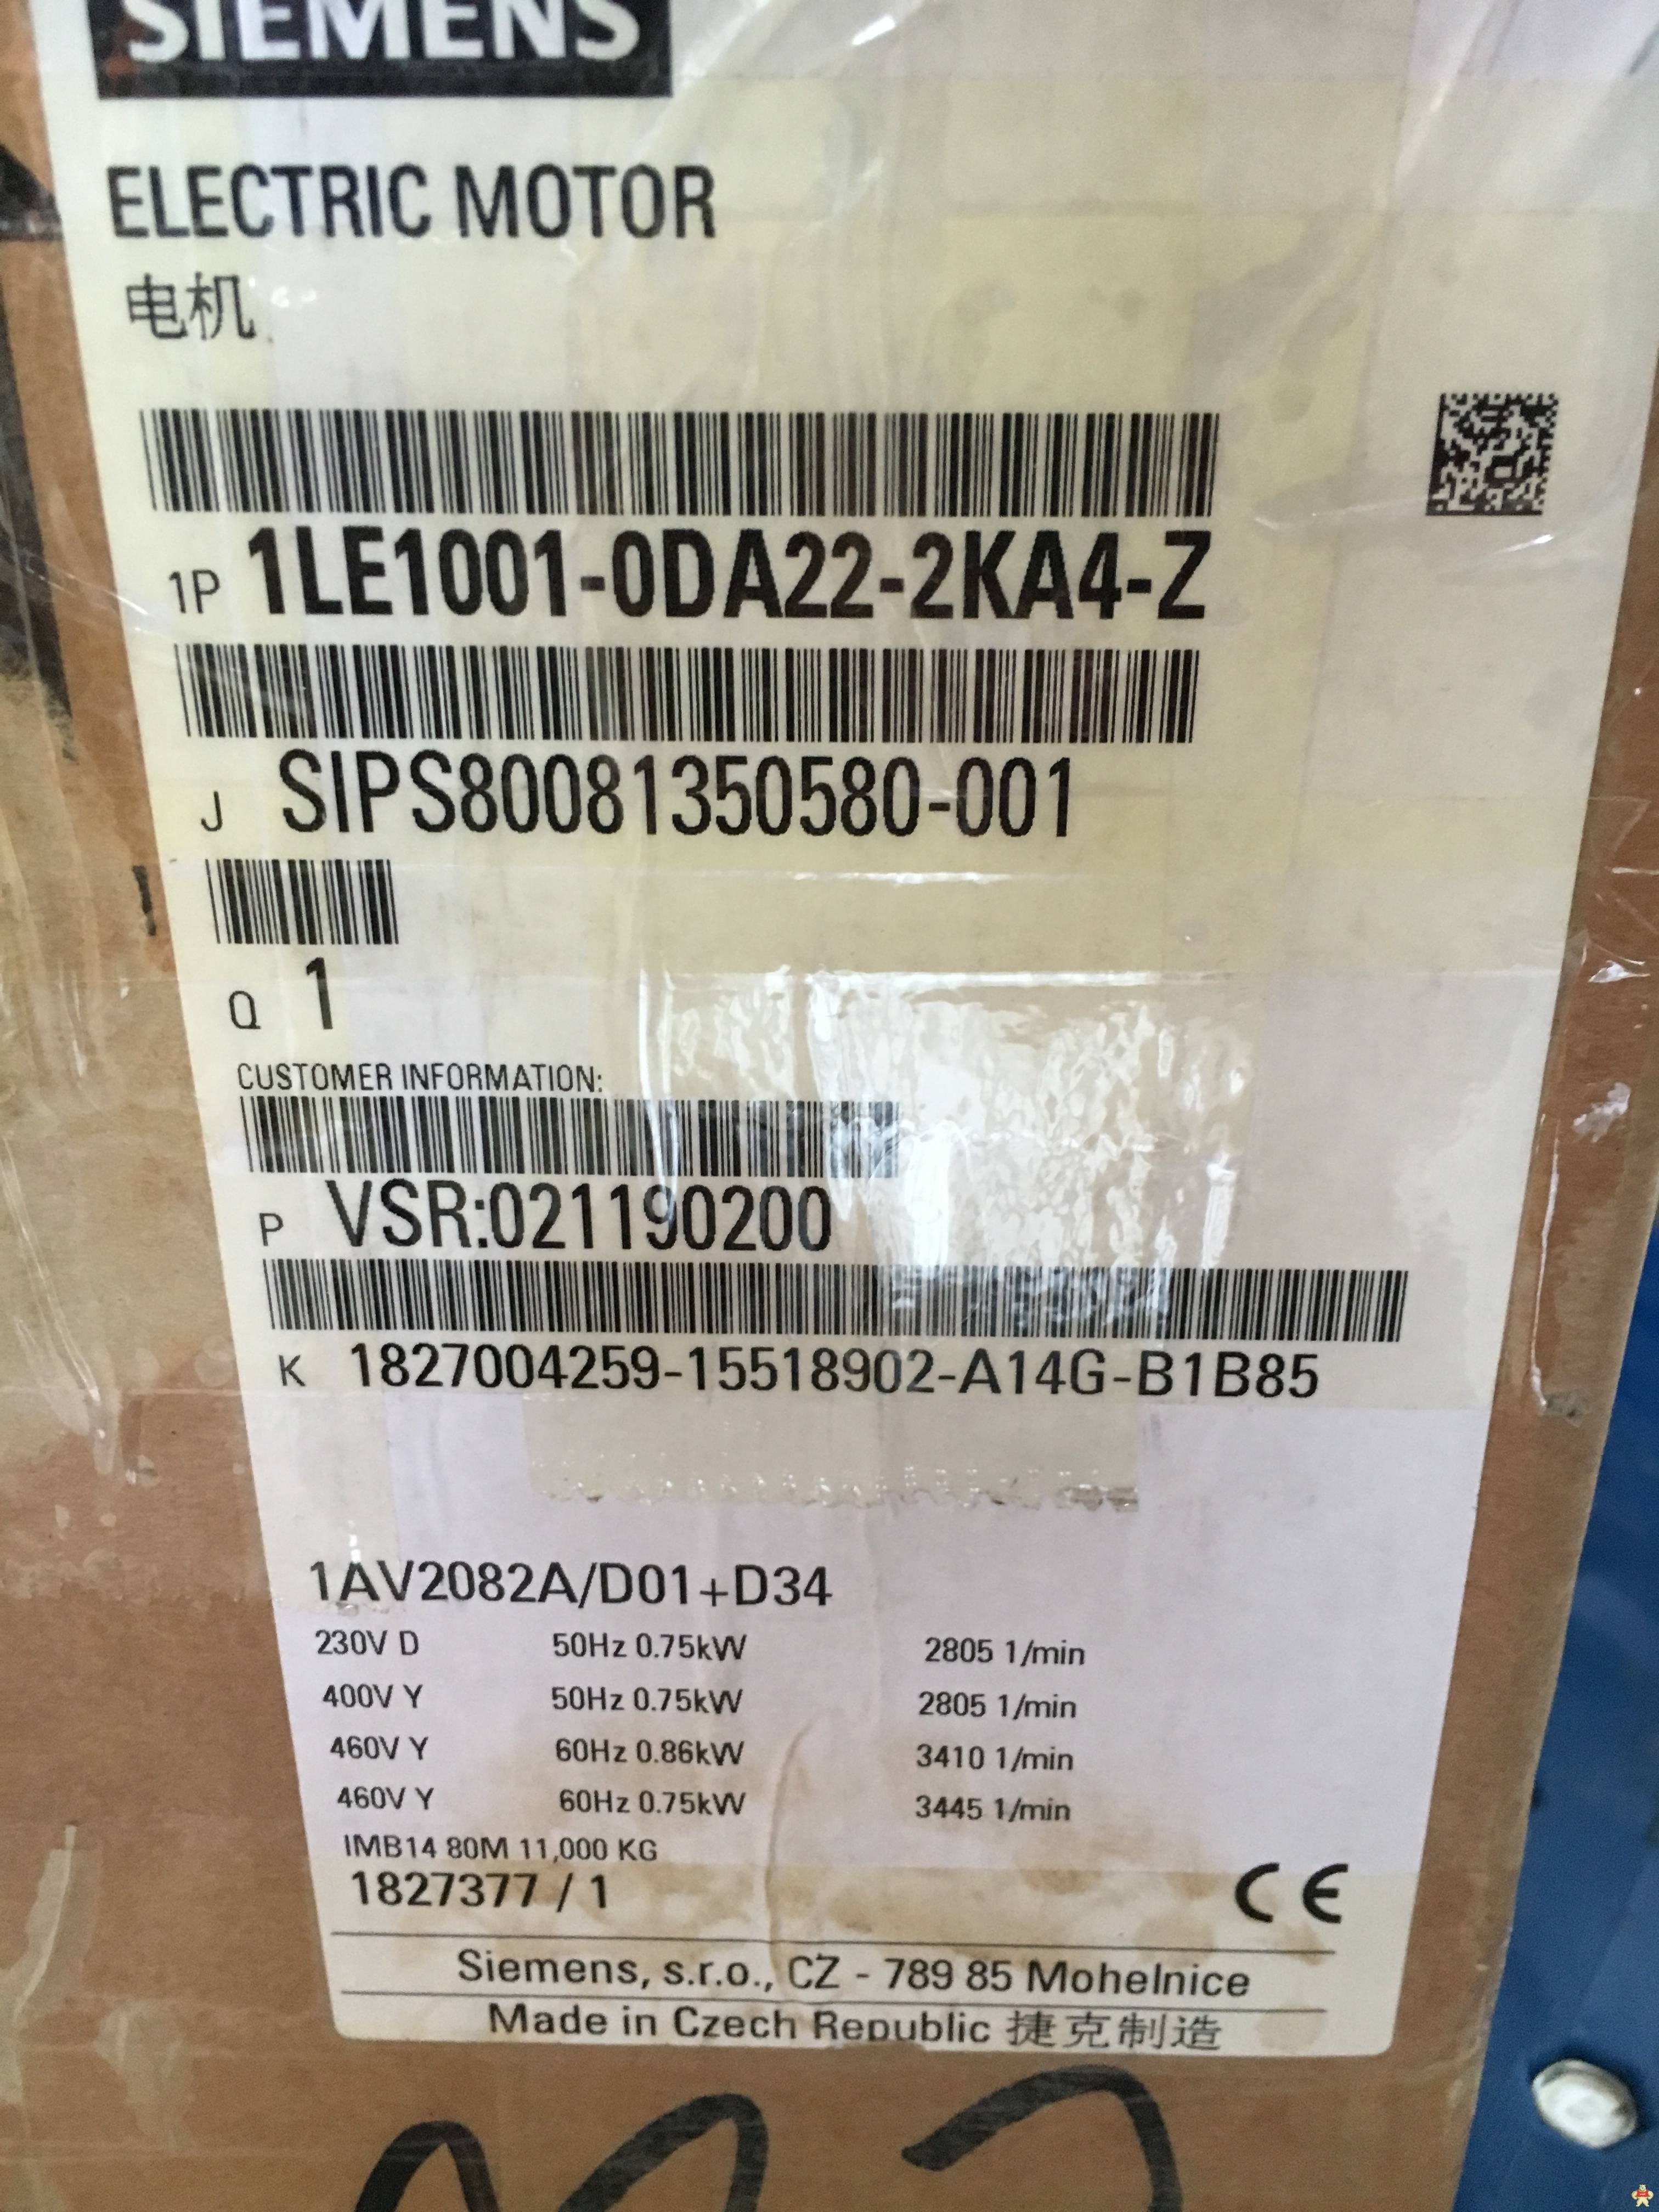 SIEMENS
ELECTRIC MOTOR
电机
1P 1LE1001-0DA22-2KA4-Z
J SIPS80081350580-001
Q 1
CUSTOMER INFORMATION:
P VSR:021190200
K 1827004259-15518902-A14G-B1B85
1AV2082A/D01+D34
230V D 50Hz 0.75kW 2805 1/min
400V Y 50Hz 0.75kW 2805 1/min
460V Y 60Hz 0.86kW 3410 1/min
460V Y 60Hz 0.75kW 3445 1/min
IMB14 80M 11,000 KG
1827377 / 1
CE
Siemens, s.r.o., CZ - 789 85 Mohelnice
Made in Czech Republic 捷克制造